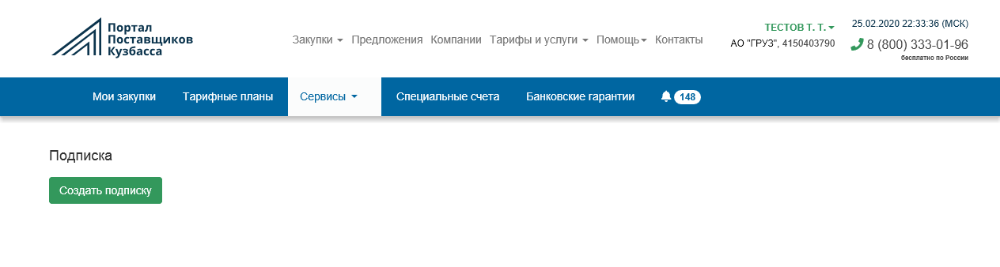 Портал
Поставщиков
Кузбасса
Закупки Предложения Компании Тарифы и услуги Помощь Контакты
ТЕСТОВ Т. Т.
АО "ГРУЗ", 4150403790
25.02.2020 22:33:36 (МСК)
8 (800) 333-01-96
бесплатно по России
Мои закупки Тарифные планы Сервисы Специальные счета Банковские гарантии 148
Подписка
Создать подписку